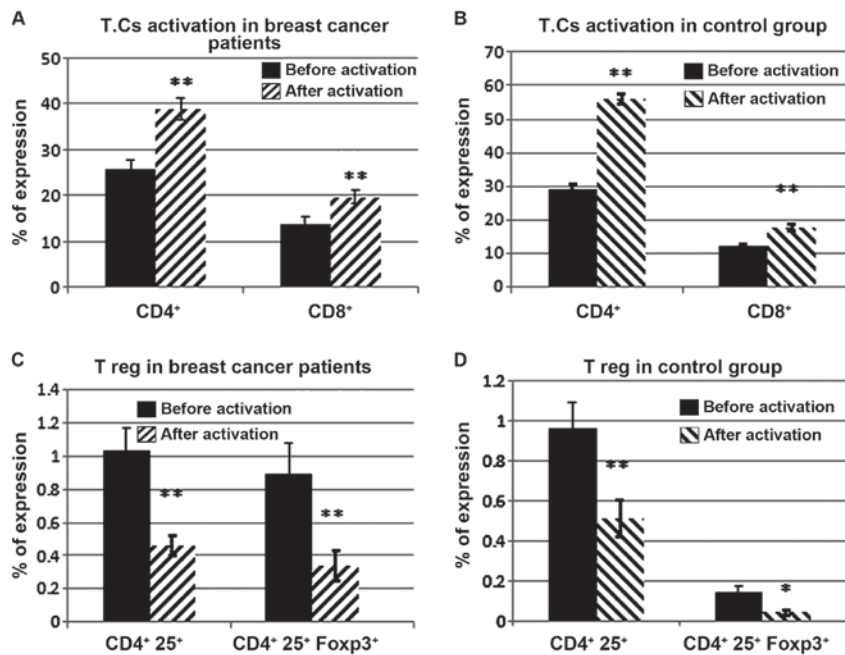 A
T.Cs activation in breast cancer
patients
50
40
30
20
10
0
% of expression
Before activation
After activation
**
**
CD4⁺
CD8⁺
B
T.Cs activation in control group
70
60
50
40
30
20
10
0
% of expression
Before activation
After activation
**
**
CD4⁺
CD8⁺
C
T reg in breast cancer patients
1.4
1.2
1
0.8
0.6
0.4
0.2
0
% of expression
Before activation
After activation
**
**
CD4⁺ 25⁺
CD4⁺ 25⁺ Foxp3⁺
D
T reg in control group
1.2
1
0.8
0.6
0.4
0.2
0
% of expression
Before activation
After activation
**
*
CD4⁺ 25⁺
CD4⁺ 25⁺ Foxp3⁺